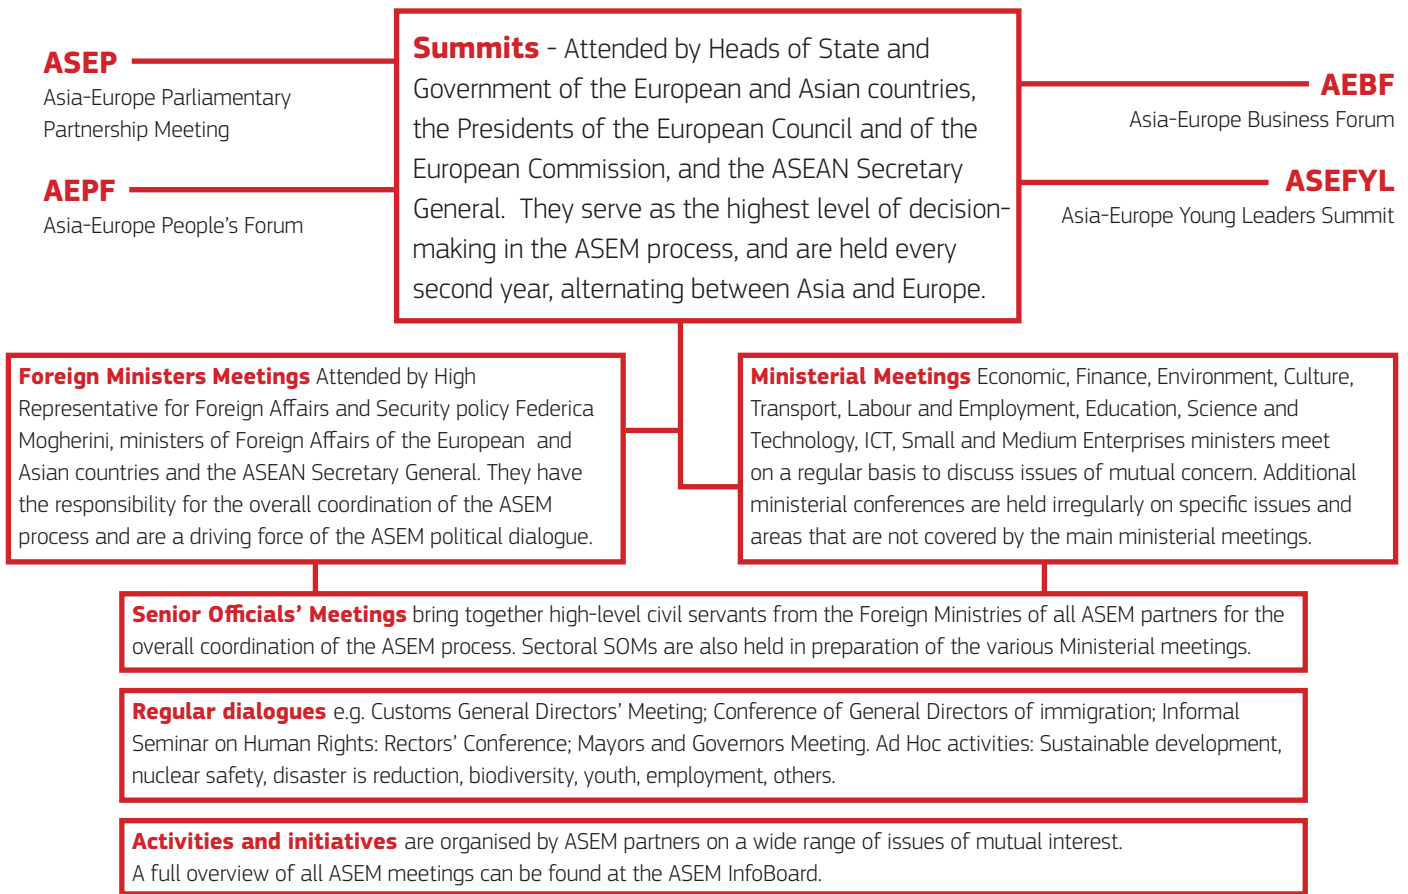 ASEP
Asia-Europe Parliamentary
Partnership Meeting
AEPF
Asia-Europe People's Forum
Summits - Attended by Heads of State and
Government of the European and Asian countries,
the Presidents of the European Council and of the
European Commission, and the ASEAN Secretary
General. They serve as the highest level of decision-
making in the ASEM process, and are held every
second year, alternating between Asia and Europe.
AEBF
Asia-Europe Business Forum
ASEFYL
Asia-Europe Young Leaders Summit
Foreign Ministers Meetings Attended by High
Representative for Foreign Affairs and Security policy Federica
Mogherini, ministers of Foreign Affairs of the European and
Asian countries and the ASEAN Secretary General. They have
the responsibility for the overall coordination of the ASEM
process and are a driving force of the ASEM political dialogue.
Ministerial Meetings Economic, Finance, Environment, Culture,
Transport, Labour and Employment, Education, Science and
Technology, ICT, Small and Medium Enterprises ministers meet
on a regular basis to discuss issues of mutual concern. Additional
ministerial conferences are held irregularly on specific issues and
areas that are not covered by the main ministerial meetings.
Senior Officials' Meetings bring together high-level civil servants from the Foreign Ministries of all ASEM partners for the
overall coordination of the ASEM process. Sectoral SOMs are also held in preparation of the various Ministerial meetings.
Regular dialogues e.g. Customs General Directors' Meeting; Conference of General Directors of immigration; Informal
Seminar on Human Rights: Rectors' Conference; Mayors and Governors Meeting. Ad Hoc activities: Sustainable development,
nuclear safety, disaster is reduction, biodiversity, youth, employment, others.
Activities and initiatives are organised by ASEM partners on a wide range of issues of mutual interest.
A full overview of all ASEM meetings can be found at the ASEM InfoBoard.